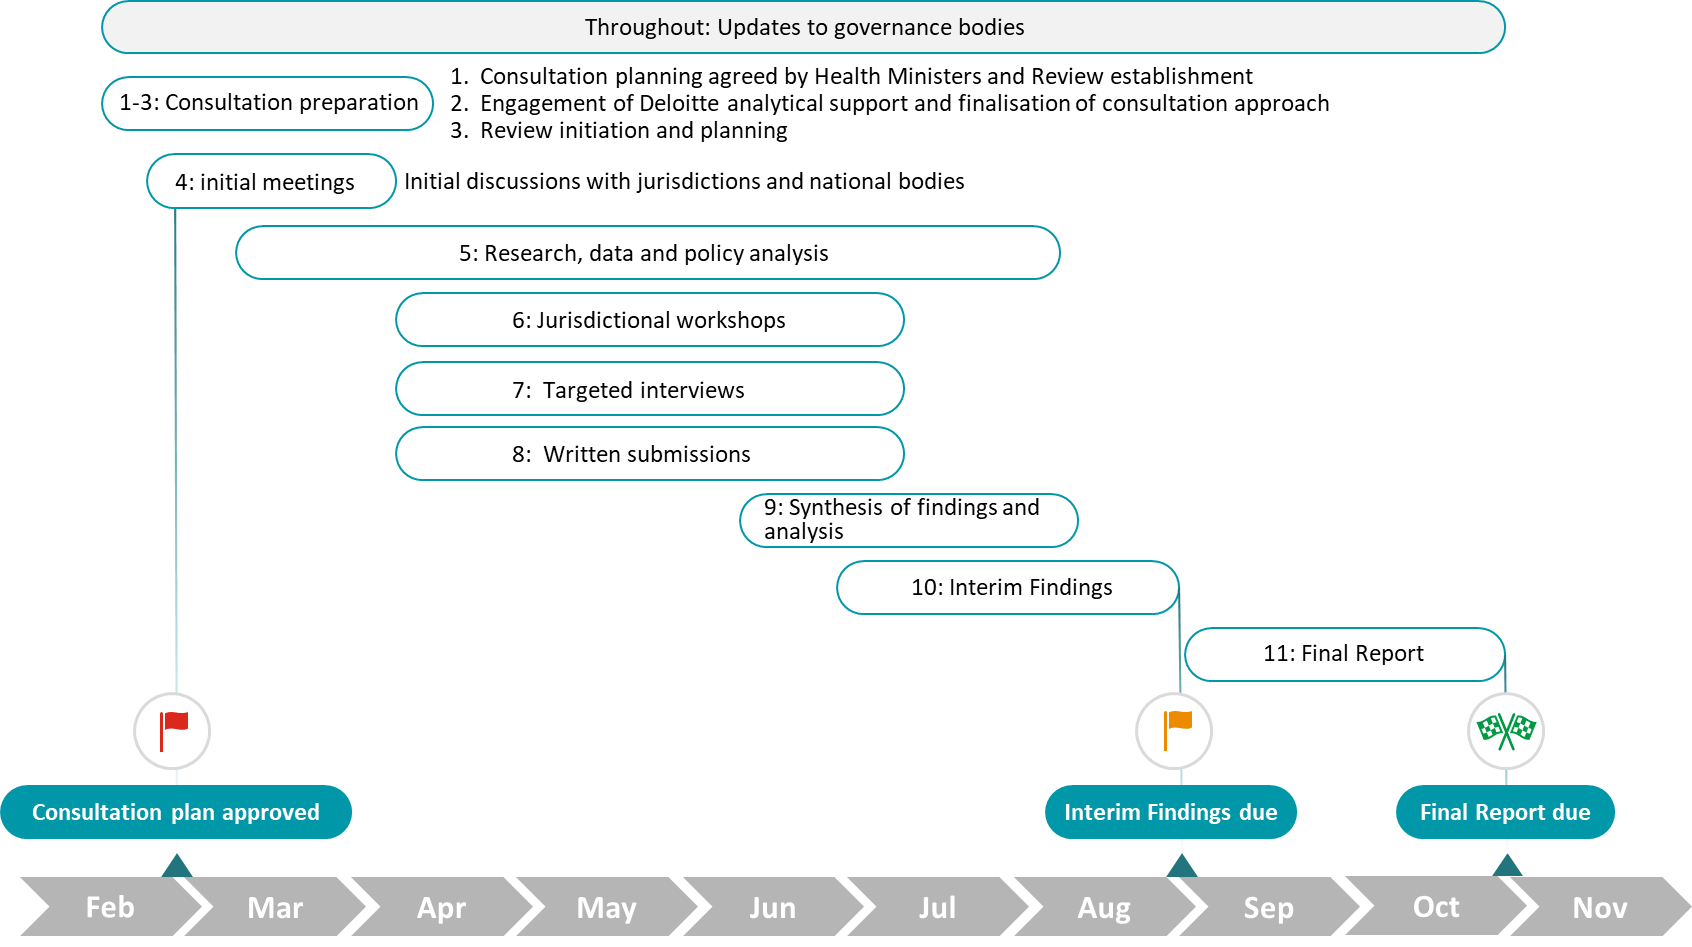 Throughout: Updates to governance bodies
1-3: Consultation preparation
1. Consultation planning agreed by Health Ministers and Review establishment
2. Engagement of Deloitte analytical support and finalisation of consultation approach
3. Review initiation and planning
4: initial meetings
Initial discussions with jurisdictions and national bodies
5: Research, data and policy analysis
6: Jurisdictional workshops
7: Targeted interviews
8: Written submissions
9: Synthesis of findings and
analysis
10: Interim Findings
11: Final Report
Consultation plan approved
Interim Findings due
Final Report due
Feb
Mar
Apr
May
Jun
Jul
Aug
Sep
Oct
Nov